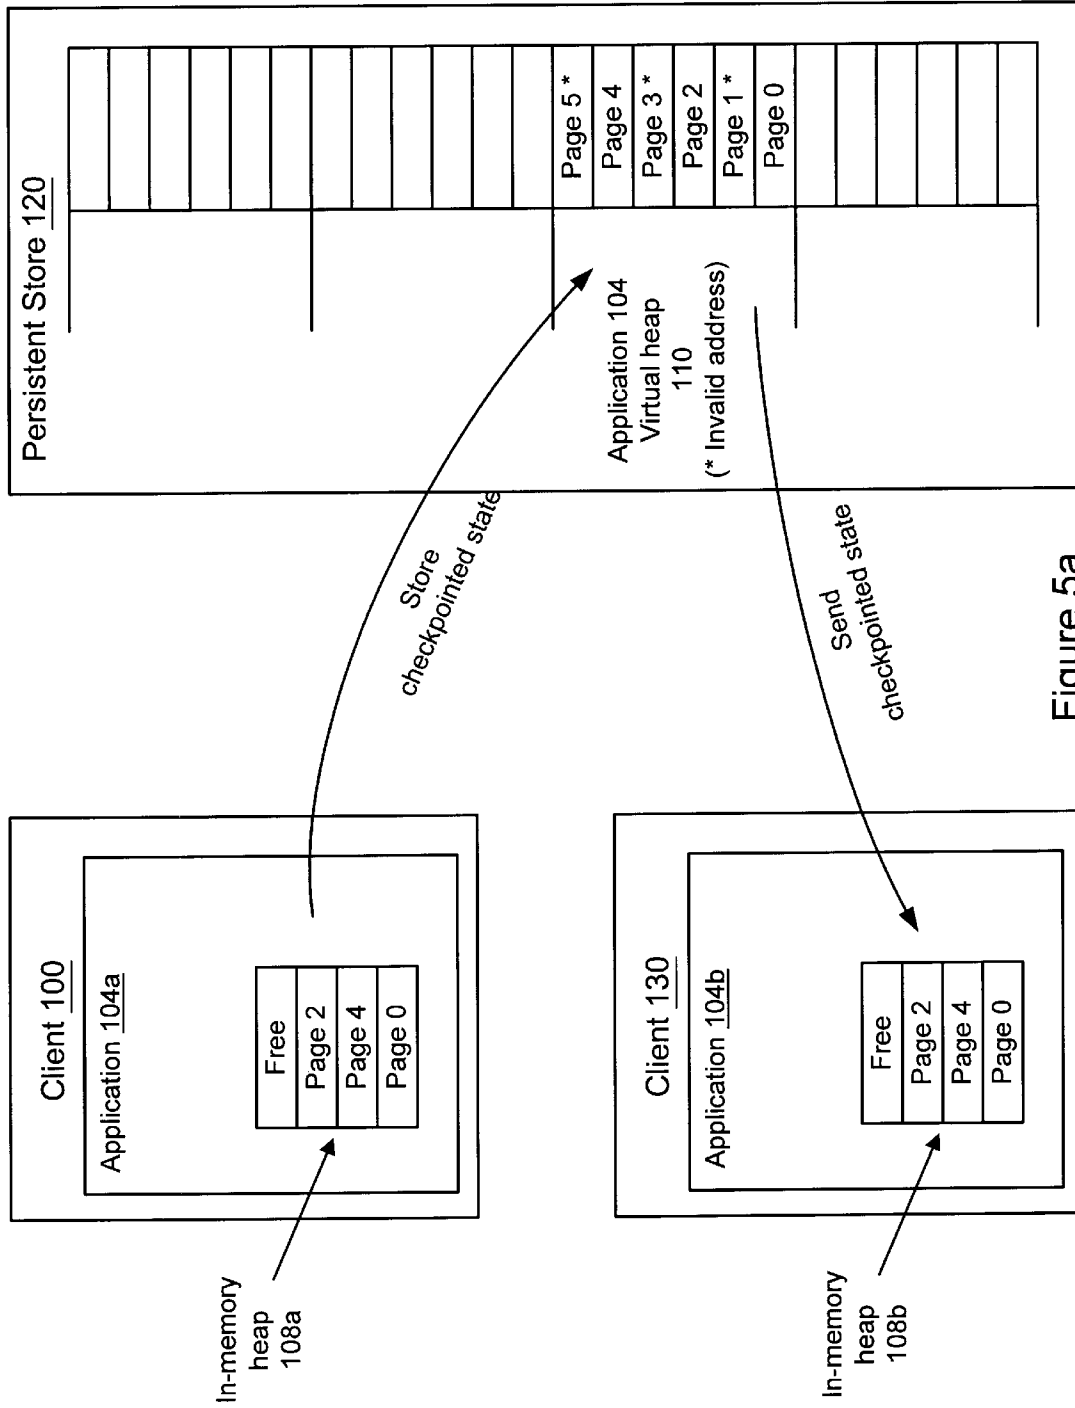 Client 100
Application 104a
Free
Page 2
Page 4
Page 0
In-memory
heap
108a
Store
checkpointed state
Persistent Store 120
Page 5 *
Page 4
Page 3 *
Page 2
Page 1 *
Page 0
Application 104
Virtual heap
110
(* Invalid address)
Send
checkpointed state
Client 130
Application 104b
Free
Page 2
Page 4
Page 0
In-memory
heap
108b
Figure 5a